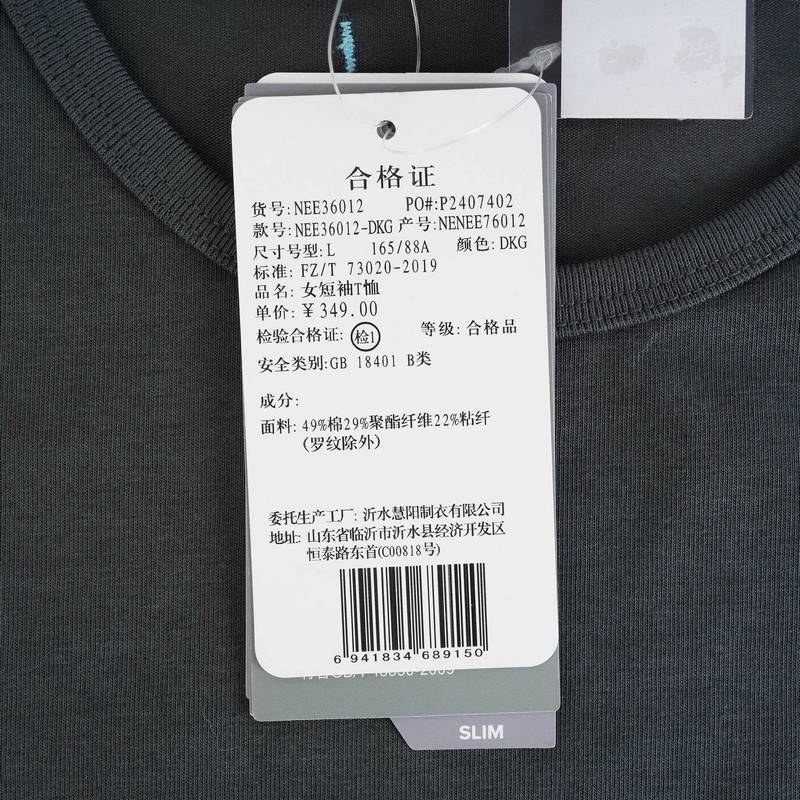 合格证
货号:NEE36012 PO#:P2407402
款号:NEE36012-DKG 产号:NENEE76012
尺寸号型:L 165/88A 颜色:DKG
标准: FZ/T 73020-2019
品名: 女短袖T恤
单价:￥349.00
检验合格证: 检1 等级: 合格品
安全类别:GB 18401 B类
成分:
面料: 49%棉29%聚酯纤维22%粘纤
(罗纹除外)
委托生产工厂: 沂水慧阳制衣有限公司
地址: 山东省临沂市沂水县经济开发区
恒泰路东首(C00818号)
6 941834 689150
SLIM